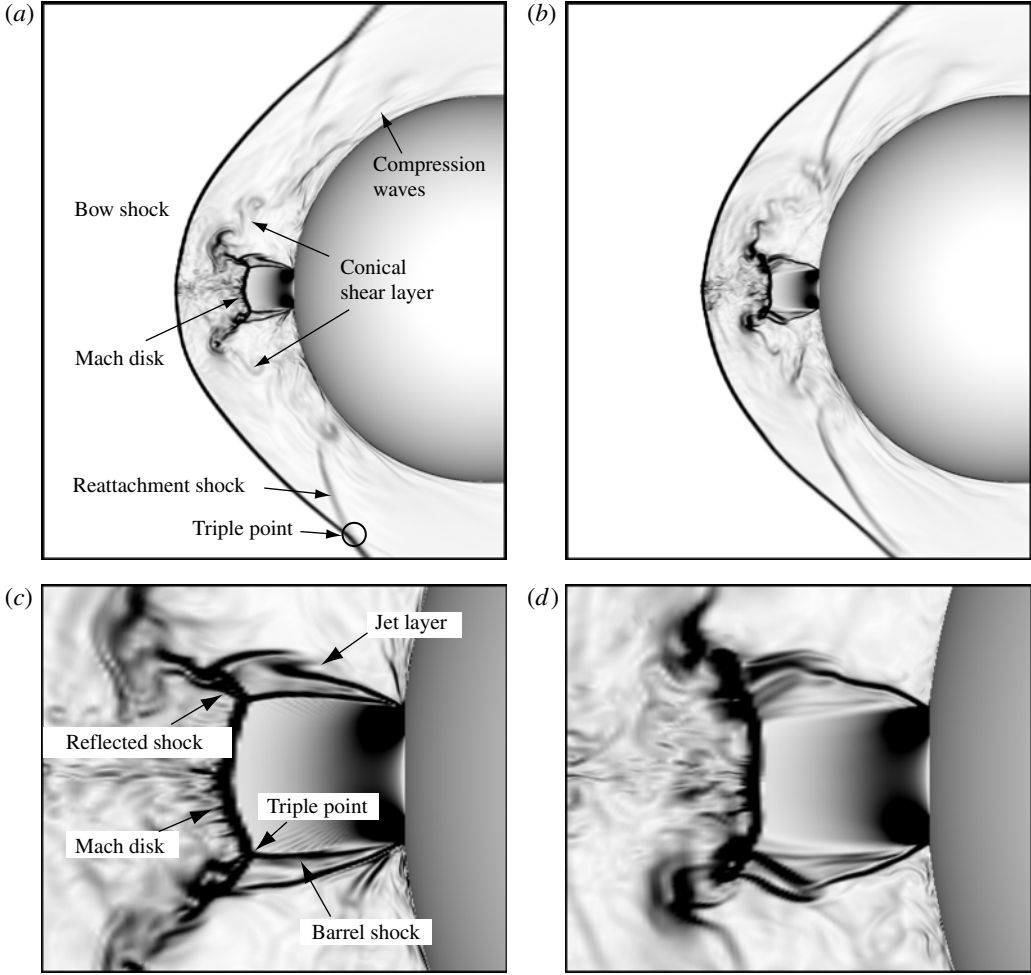 (a)
Compression
waves
Bow shock
Conical
shear layer
Mach disk
Reattachment shock
Triple point
(b)
(c)
Jet layer
Reflected shock
Triple point
Mach disk
Barrel shock
(d)